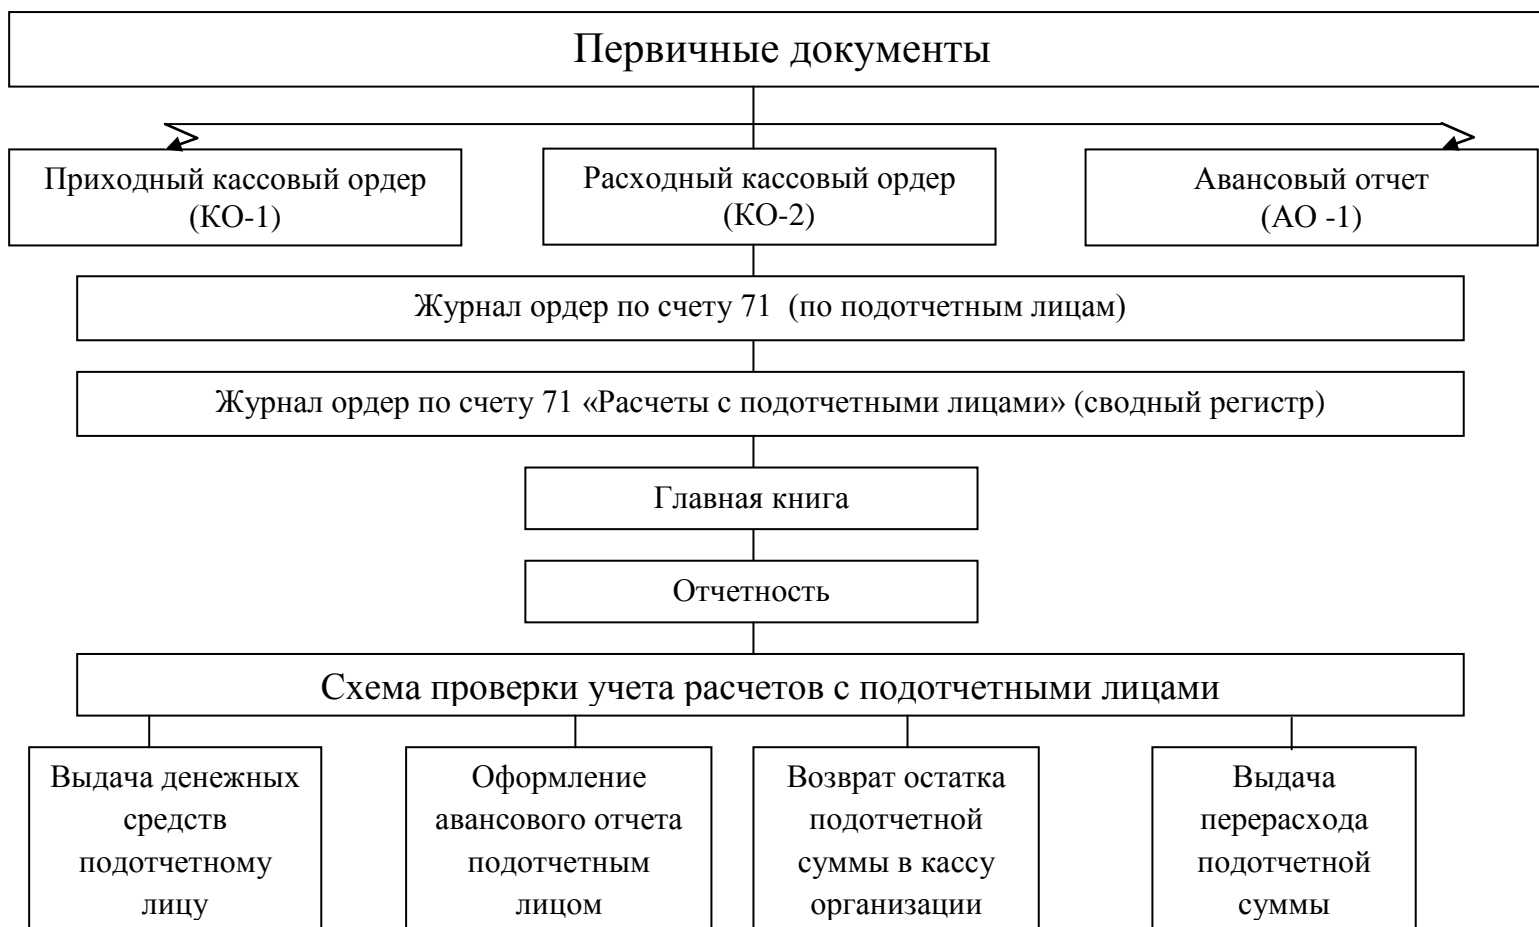 Первичные документы
Приходный кассовый ордер
(КО-1)
Расходный кассовый ордер
(КО-2)
Авансовый отчет
(АО -1)
Журнал ордер по счету 71 (по подотчетным лицам)
Журнал ордер по счету 71 «Расчеты с подотчетными лицами» (сводный регистр)
Главная книга
Отчетность
Схема проверки учета расчетов с подотчетными лицами
Выдача денежных
средств
подотчетному
лицу
Оформление
авансового отчета
подотчетным
лицом
Возврат остатка
подотчетной
суммы в кассу
организации
Выдача
перерасхода
подотчетной
суммы